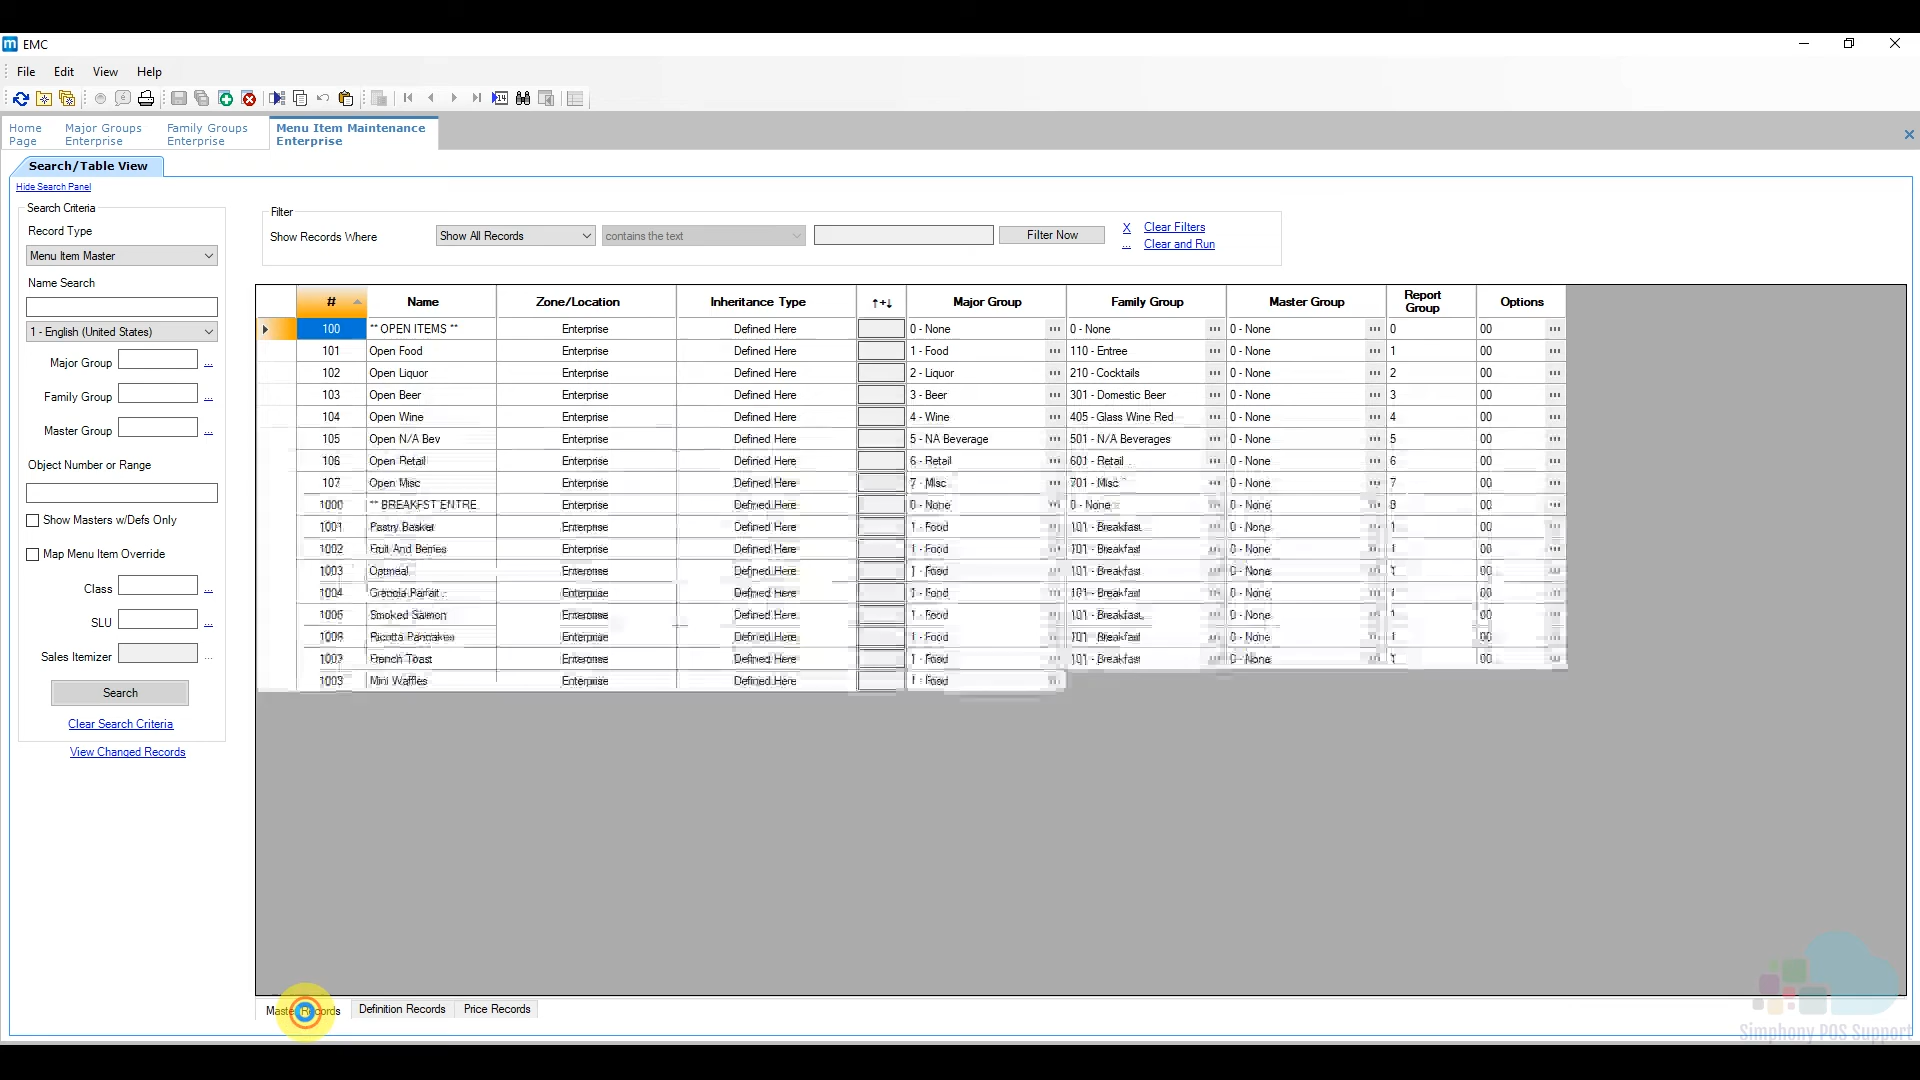 EMC
File Edit View Help
Home Page
Major Groups Enterprise
Family Groups Enterprise
Menu Item Maintenance Enterprise
Search/Table View
Hide Search Panel
Search Criteria
Record Type
Menu Item Master
Name Search
1 - English (United States)
Major Group ...
Family Group ...
Master Group ...
Object Number or Range
Show Masters w/Defs Only
Map Menu Item Override
Class ...
SLU ...
Sales Itemizer ...
Search
Clear Search Criteria
View Changed Records
Filter
Show Records Where Show All Records contains the text Filter Now
X Clear Filters
... Clear and Run
# Name Zone/Location Inheritance Type ↑+↓ Major Group Family Group Master Group Report Group Options
100 ** OPEN ITEMS ** Enterprise Defined Here 0 - None ... 0 - None ... 0 - None ... 0 00 ...
101 Open Food Enterprise Defined Here 1 - Food ... 110 - Entree ... 0 - None ... 1 00 ...
102 Open Liquor Enterprise Defined Here 2 - Liquor ... 210 - Cocktails ... 0 - None ... 2 00 ...
103 Open Beer Enterprise Defined Here 3 - Beer ... 301 - Domestic Beer ... 0 - None ... 3 00 ...
104 Open Wine Enterprise Defined Here 4 - Wine ... 405 - Glass Wine Red ... 0 - None ... 4 00 ...
105 Open N/A Bev Enterprise Defined Here 5 - NA Beverage ... 501 - N/A Beverages ... 0 - None ... 5 00 ...
106 Open Retail Enterprise Defined Here 6 - Retail ... 601 - Retail ... 0 - None ... 6 00 ...
107 Open Misc Enterprise Defined Here 7 - Misc ... 701 - Misc ... 0 - None ... 7 00 ...
1000 ** BREAKFST ENTRE Enterprise Defined Here 0 - None ... 0 - None ... 0 - None ... 00 ...
1001 Pastry Basket Enterprise Defined Here 1 - Food ... 101 - Breakfast ... 0 - None ... 1 00 ...
1002 Fruit And Berries Enterprise Defined Here 1 - Food ... 101 - Breakfast ... 0 - None ... 1 00 ...
1003 Oatmeal Enterprise Defined Here 1 - Food ... 101 - Breakfast ... 0 - None ... 1 00 ...
1004 Granola Parfait Enterprise Defined Here 1 - Food ... 101 - Breakfast ... 0 - None ... 1 00 ...
Smoked Salmon Enterprise Defined Here 1 - Food ... 101 - Breakfast ... 0 - None ... 1 00 ...
Ricotta Pancakes Enterprise Defined Here 1 - Food ... 101 - Breakfast ... 0 - None ... 1 00 ...
French Toast Enterprise Defined Here 1 - Food ... 101 - Breakfast ... 0 - None ... 1 00 ...
Mini Waffles Enterprise Defined Here 1 - Food ...
Master Records Definition Records Price Records
Simphony POS Support